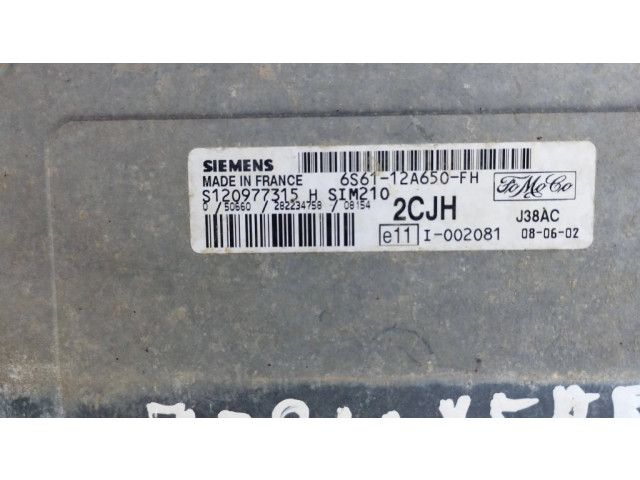 SIEMENS
MADE IN FRANCE
6S61-12A650-FH
FoMoCo
S120977315 H SIM210
0 / 50660 / 282234758 / 08154
2CJH
J38AC
e11 I-002081 08-06-02